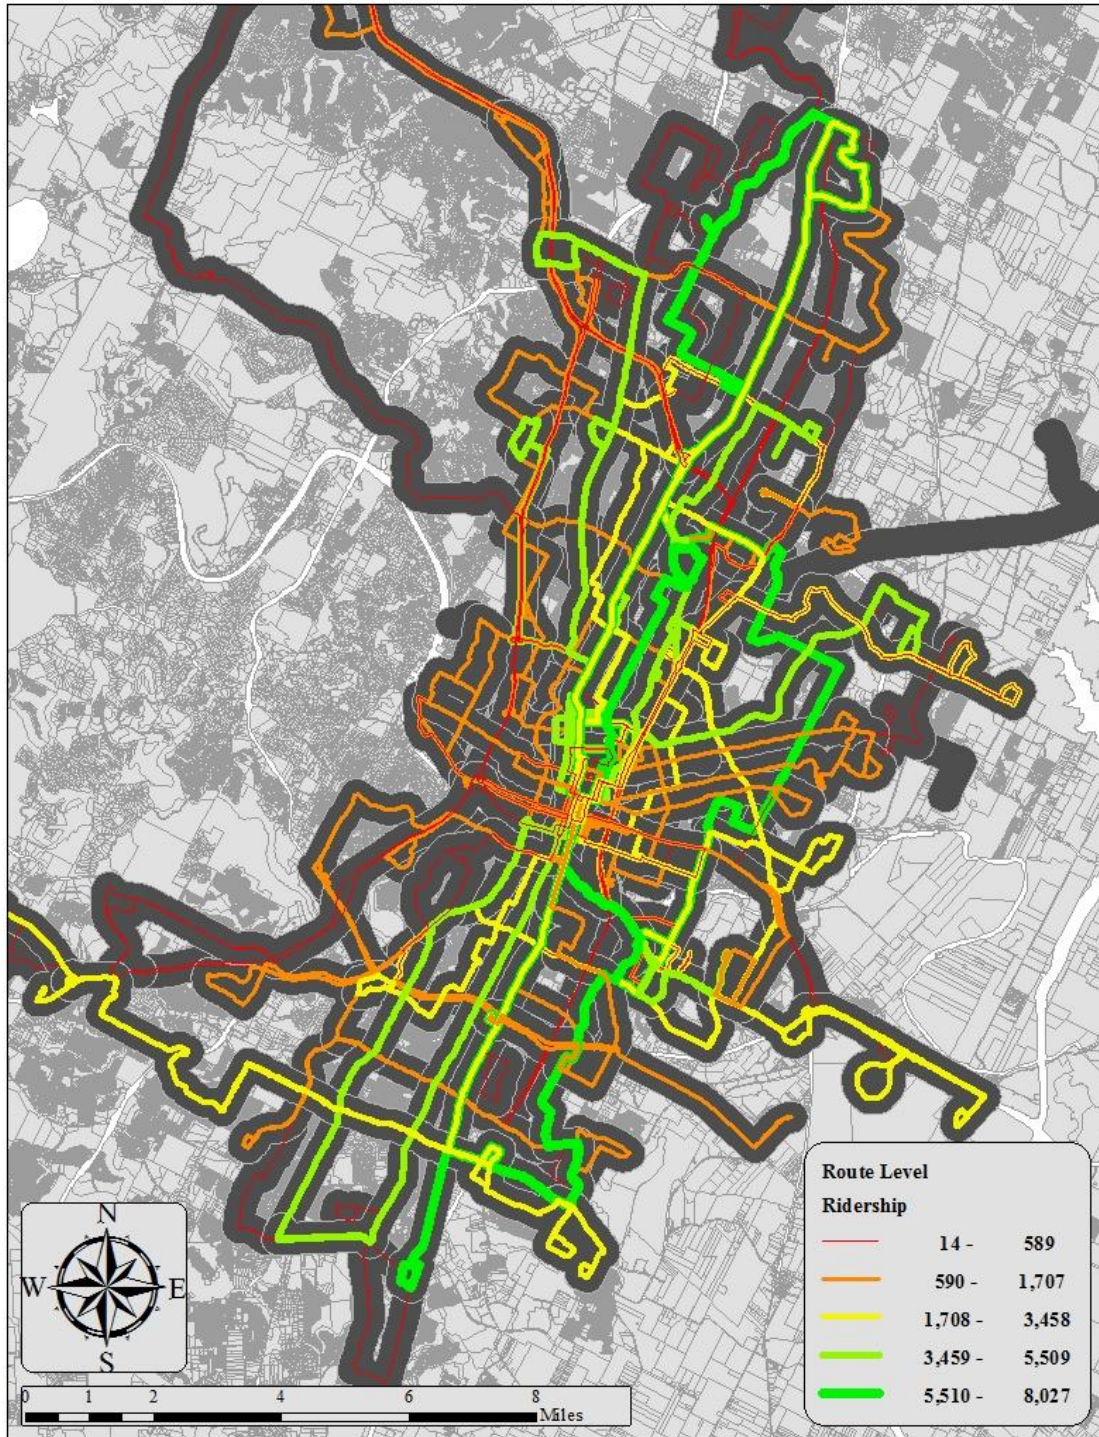 Route Level
Ridership
14 - 589
590 - 1,707
1,708 - 3,458
3,459 - 5,509
5,510 - 8,027
N
W E
S
0 1 2 4 6 8
Miles